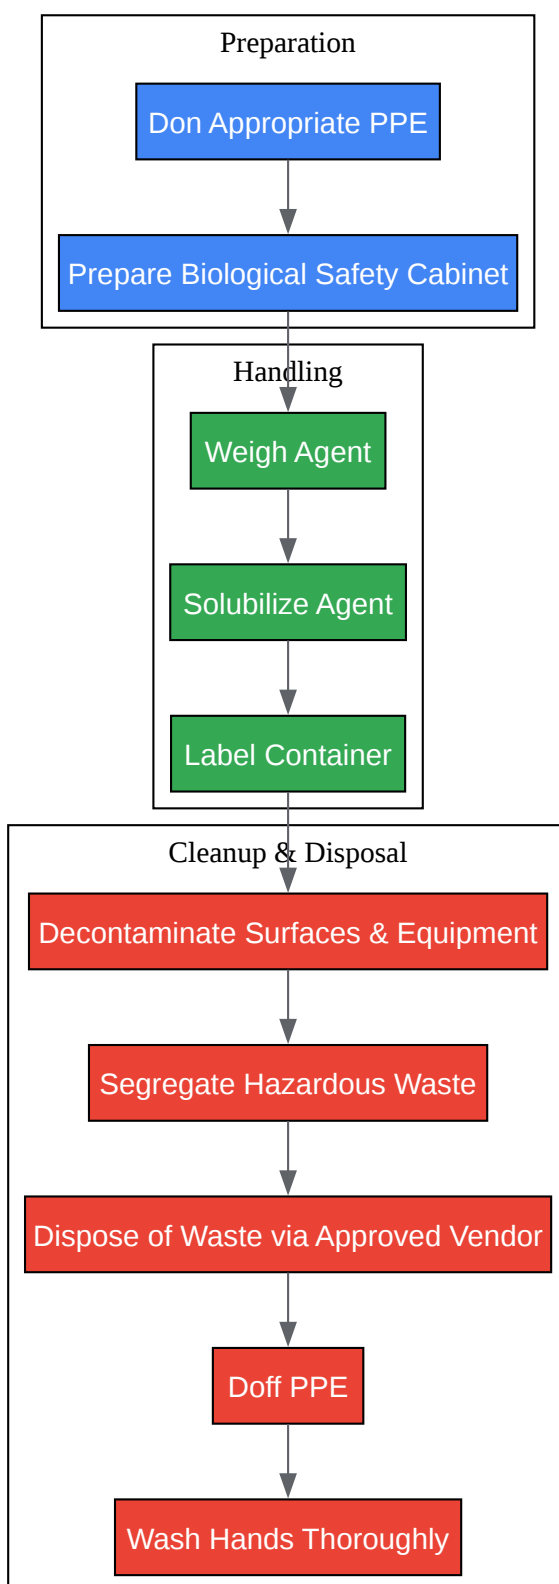 Preparation
Don Appropriate PPE
Prepare Biological Safety Cabinet
Handling
Weigh Agent
Solubilize Agent
Label Container
Cleanup & Disposal
Decontaminate Surfaces & Equipment
Segregate Hazardous Waste
Dispose of Waste via Approved Vendor
Doff PPE
Wash Hands Thoroughly